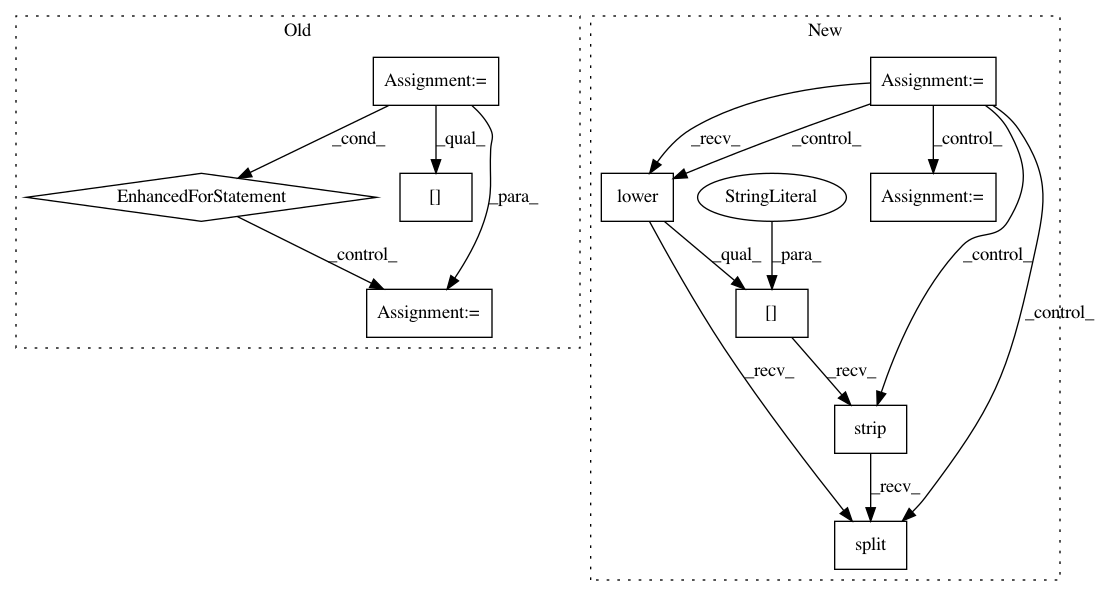 Old
New
Assignment:=
Assignment:=
_cond_
_qual_
_recv_
_control_
_control_
EnhancedForStatement
[]
_para_
lower
StringLiteral
Assignment:=
_control_
_qual_
_para_
_control_
Assignment:=
[]
_control_
_recv_
_recv_
strip
_recv_
split